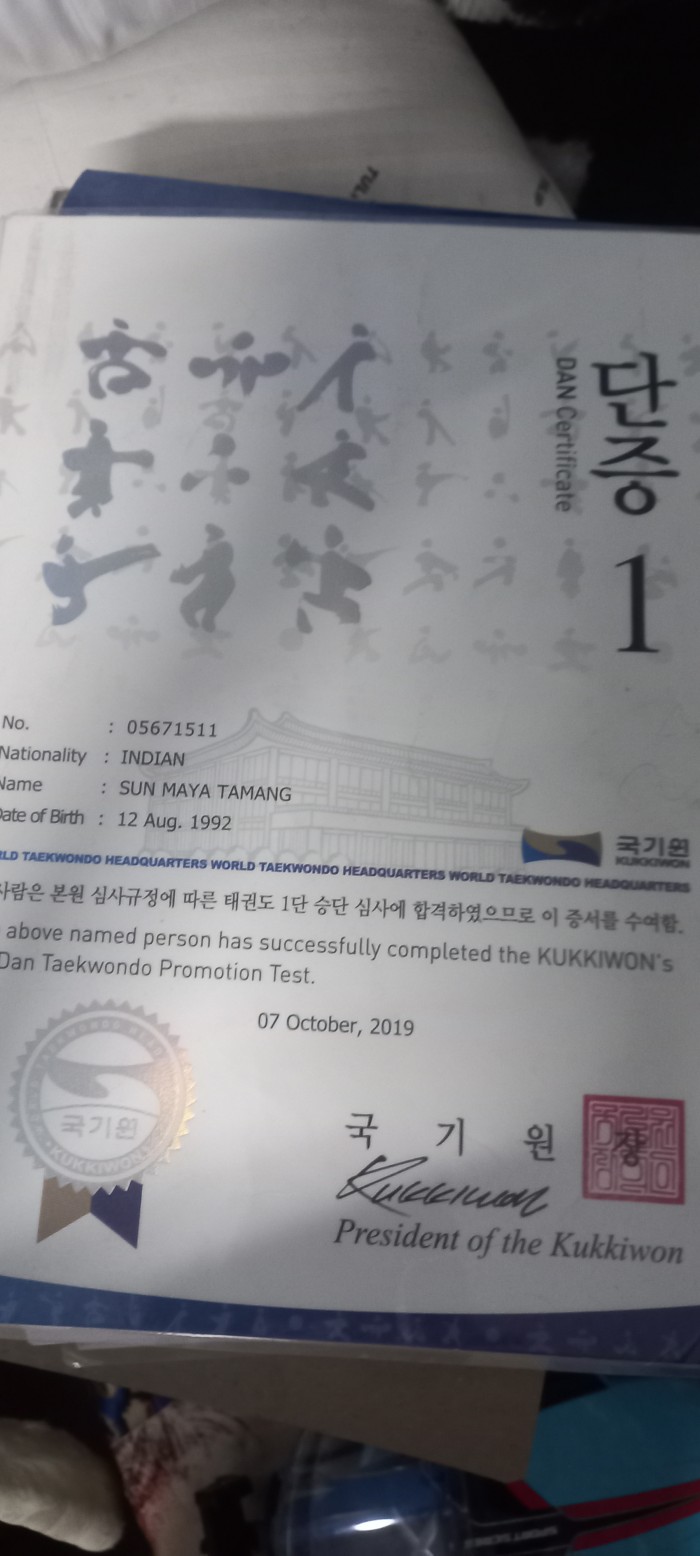 단증 1
DAN Certificate
No. : 05671511
Nationality : INDIAN
Name : SUN MAYA TAMANG
Date of Birth : 12 Aug. 1992
국기원
KUKKIWON
WORLD TAEKWONDO HEADQUARTERS WORLD TAEKWONDO HEADQUARTERS WORLD TAEKWONDO HEADQUARTERS
사람은 본원 심사규정에 따른 태권도 1단 승단 심사에 합격하였으므로 이 증서를 수여함.
above named person has successfully completed the KUKKIWON's
Dan Taekwondo Promotion Test.
07 October, 2019
국기원
KUKKIWON
국 기 원 장
Kukkiwon
President of the Kukkiwon